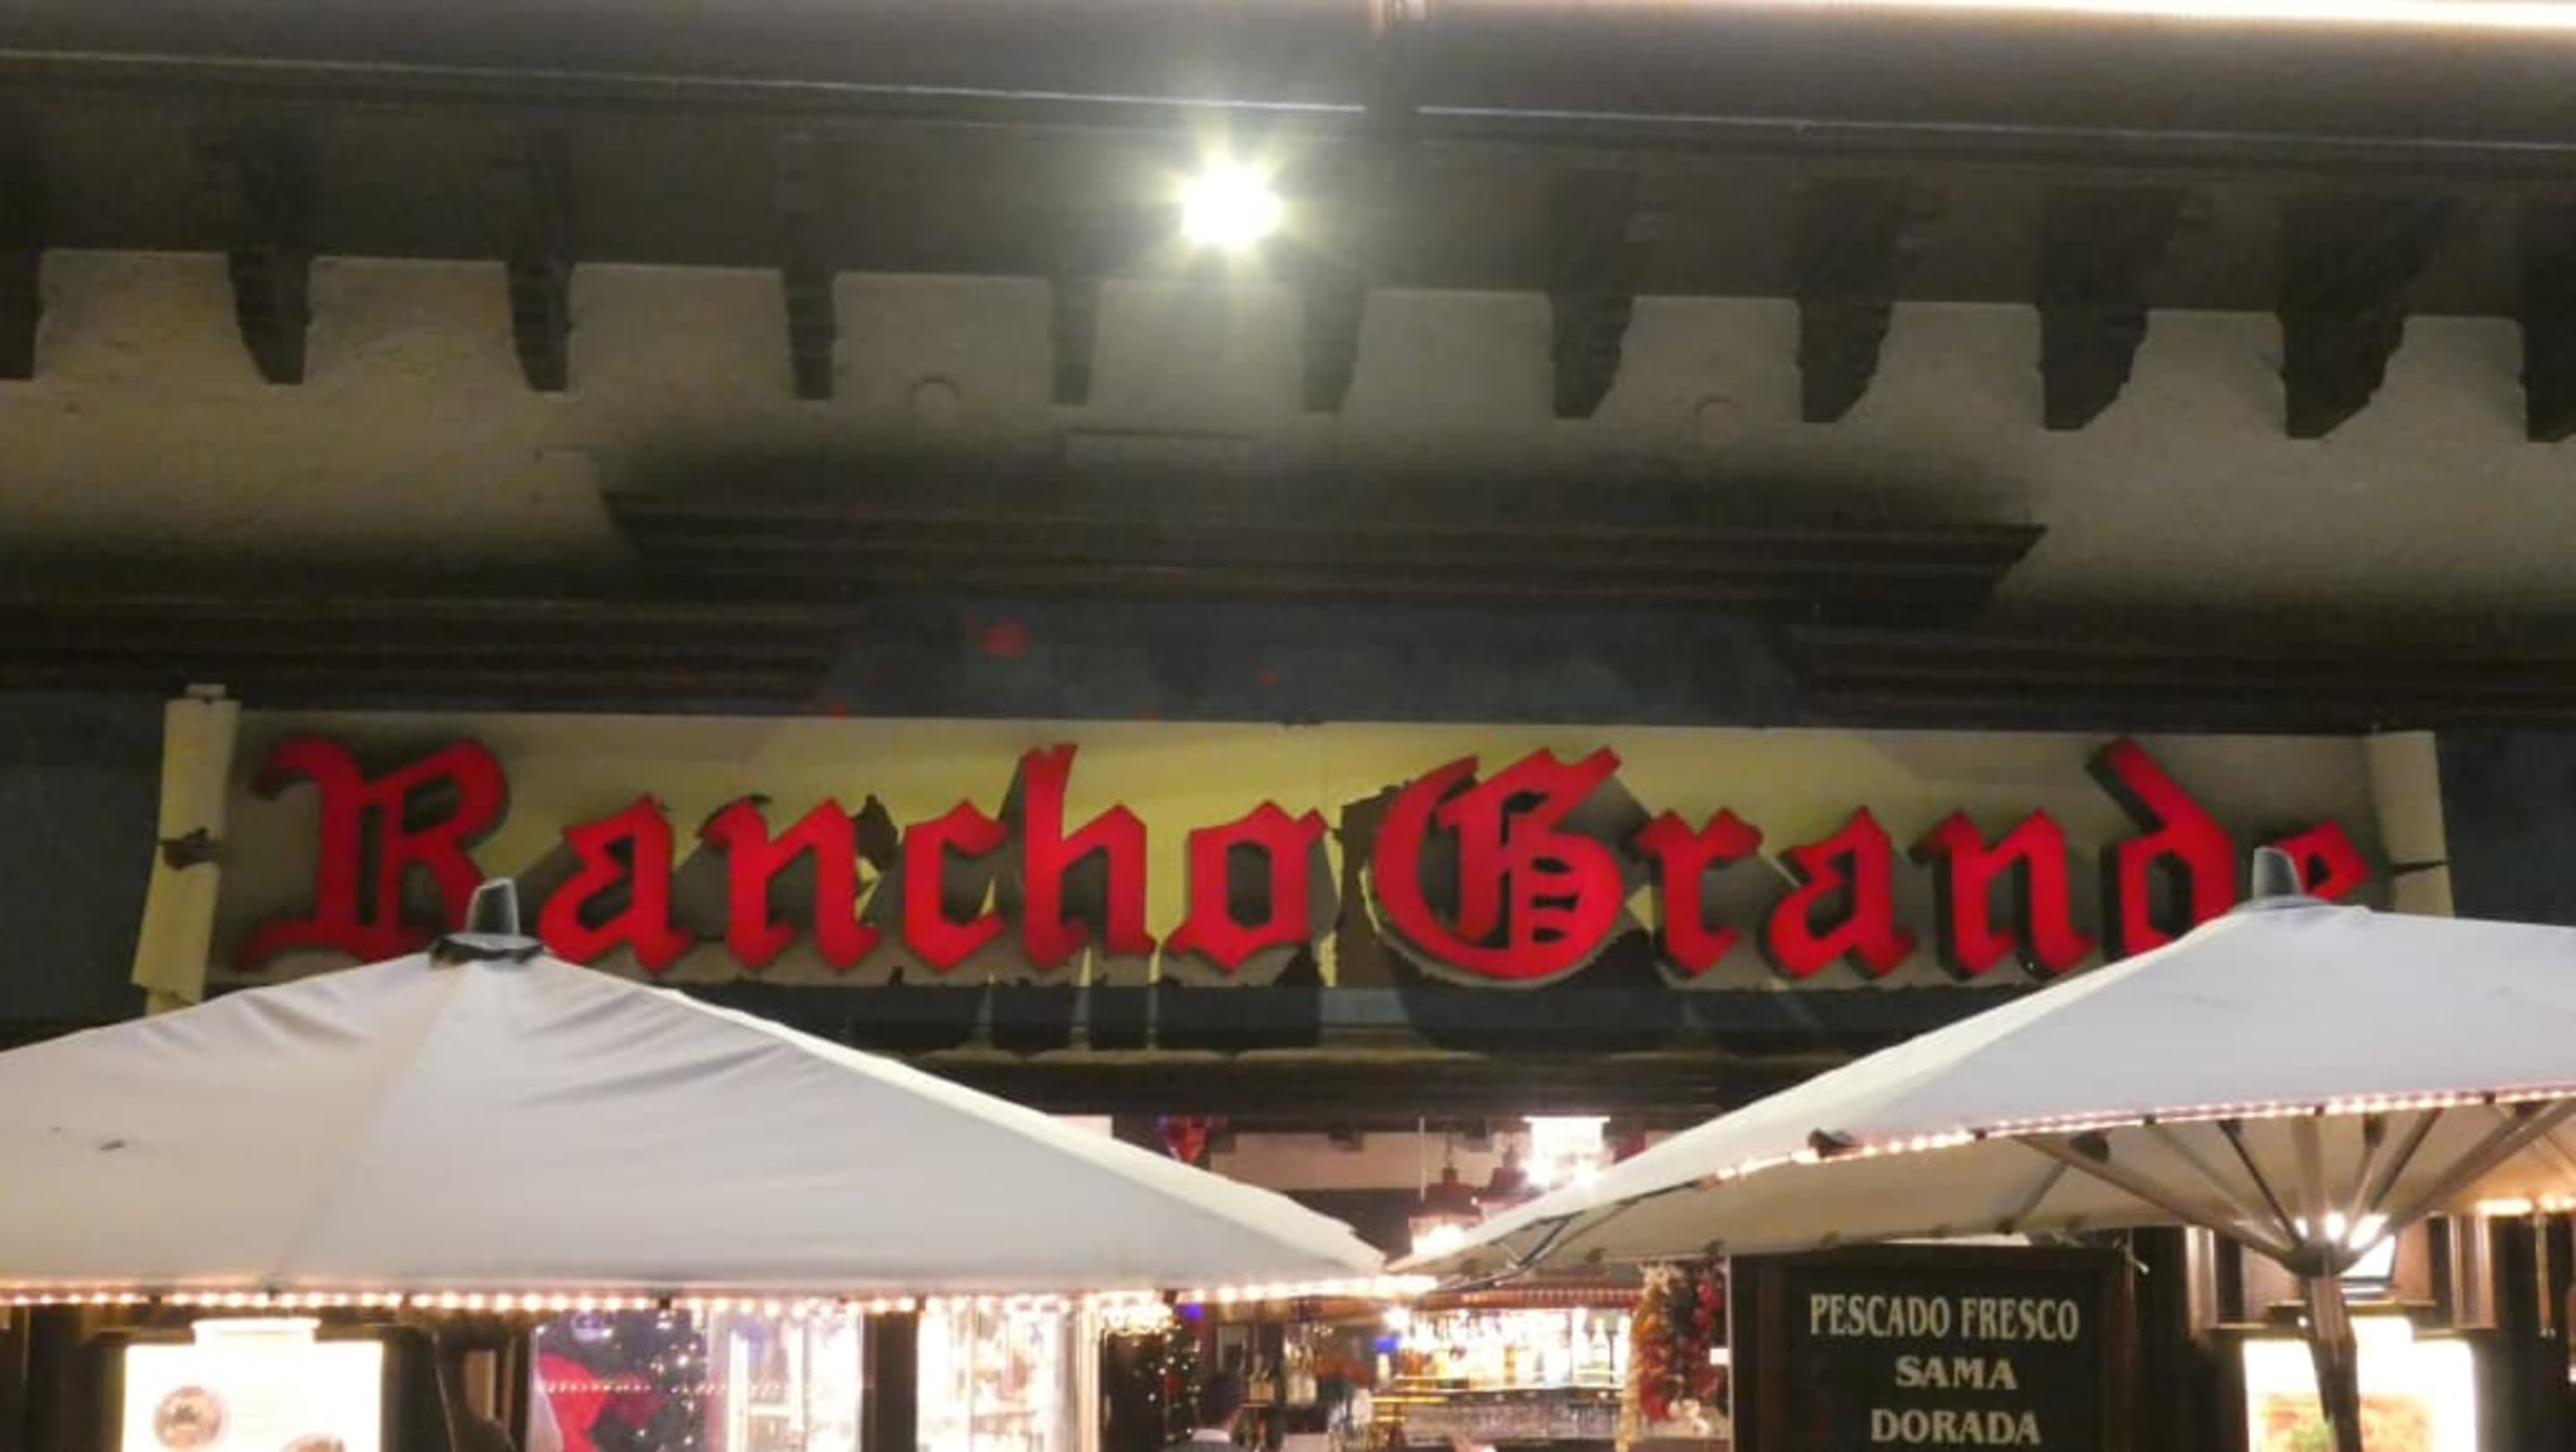 Rancho Grande
PESCADO FRESCO
SAMA
DORADA